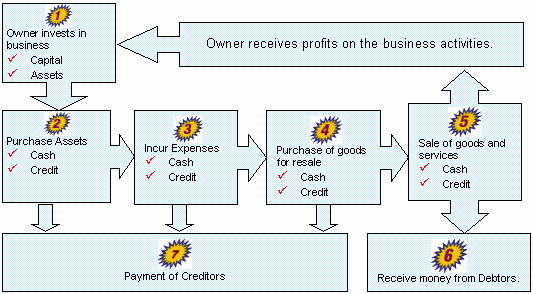 1
Owner invests in
business
Capital
Assets
Owner receives profits on the business activities.
2
Purchase Assets
Cash
Credit
3
Incur Expenses
Cash
Credit
4
Purchase of goods
for resale
Cash
Credit
5
Sale of goods and
services
Cash
Credit
7
Payment of Creditors
6
Receive money from Debtors.